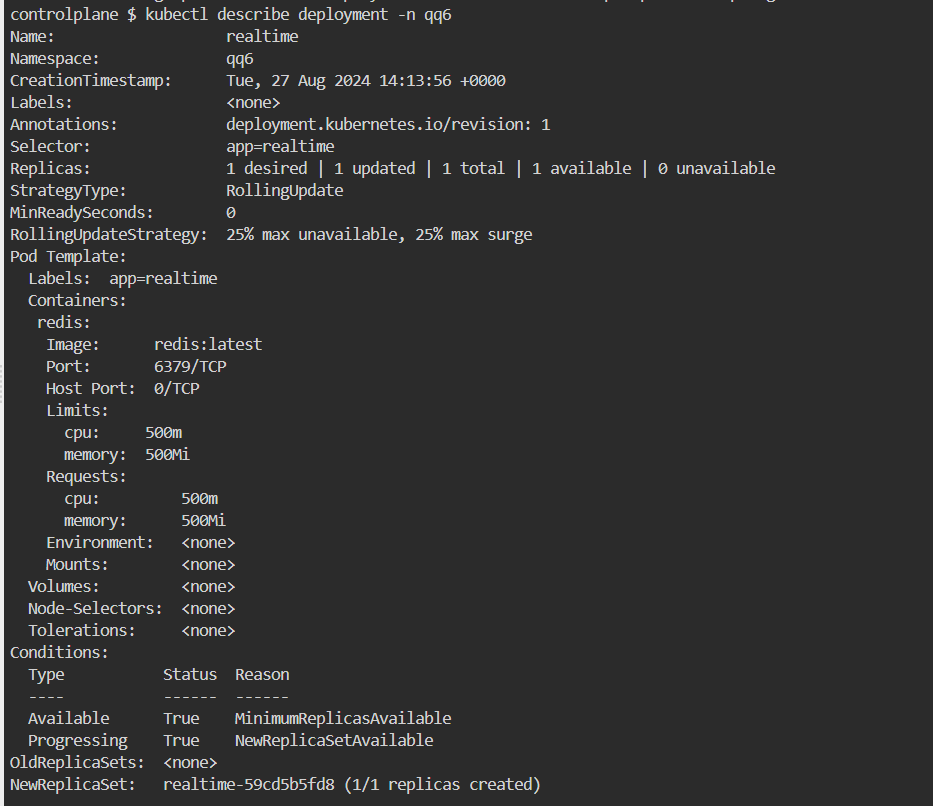 controlplane $ kubectl describe deployment -n qq6
Name:                   realtime
Namespace:              qq6
CreationTimestamp:      Tue, 27 Aug 2024 14:13:56 +0000
Labels:                 <none>
Annotations:            deployment.kubernetes.io/revision: 1
Selector:               app=realtime
Replicas:               1 desired | 1 updated | 1 total | 1 available | 0 unavailable
StrategyType:           RollingUpdate
MinReadySeconds:        0
RollingUpdateStrategy:  25% max unavailable, 25% max surge
Pod Template:
  Labels:  app=realtime
  Containers:
   redis:
    Image:      redis:latest
    Port:       6379/TCP
    Host Port:  0/TCP
    Limits:
      cpu:     500m
      memory:  500Mi
    Requests:
      cpu:         500m
      memory:      500Mi
    Environment:   <none>
    Mounts:        <none>
  Volumes:         <none>
  Node-Selectors:  <none>
  Tolerations:     <none>
Conditions:
  Type           Status  Reason
  ----           ------  ------
  Available      True    MinimumReplicasAvailable
  Progressing    True    NewReplicaSetAvailable
OldReplicaSets:  <none>
NewReplicaSet:   realtime-59cd5b5fd8 (1/1 replicas created)